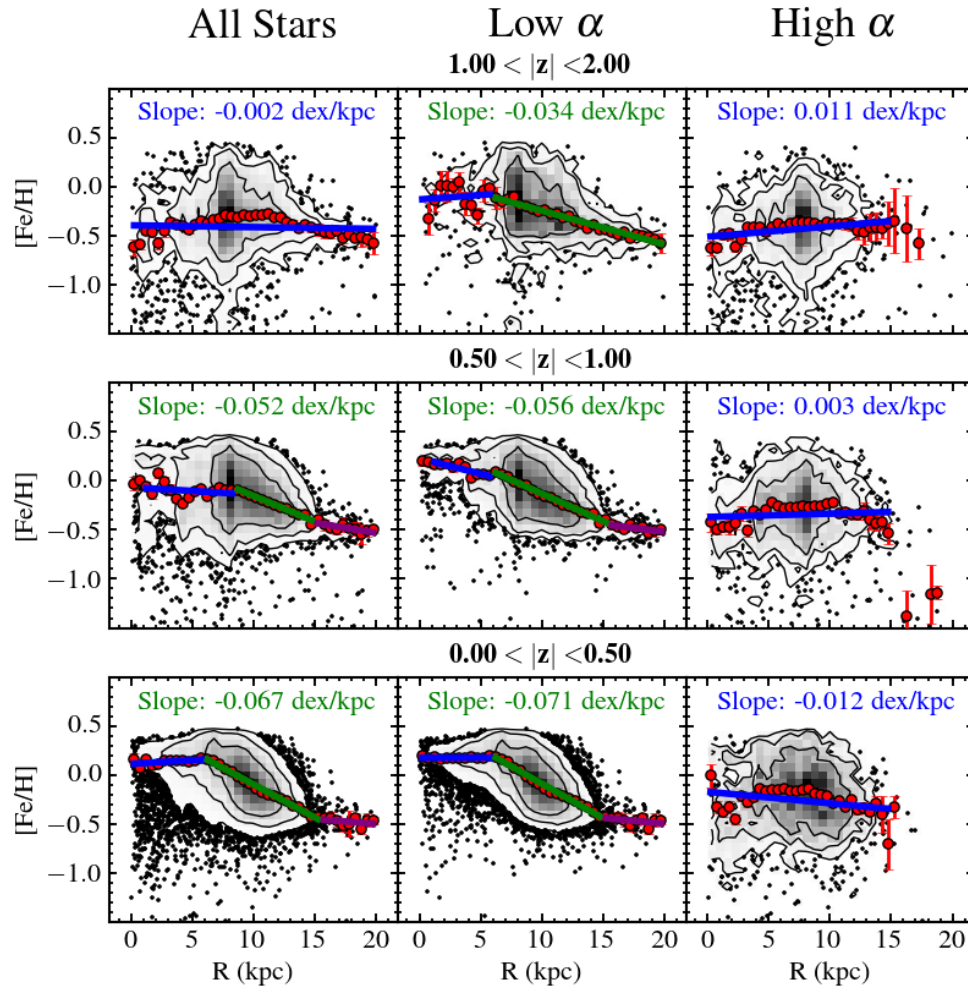 All Stars Low α High α
1.00 < |z| <2.00
Slope: -0.002 dex/kpc Slope: -0.034 dex/kpc Slope: 0.011 dex/kpc
0.5
0.0
−0.5
−1.0
[Fe/H]
0.50 < |z| <1.00
Slope: -0.052 dex/kpc Slope: -0.056 dex/kpc Slope: 0.003 dex/kpc
0.5
0.0
−0.5
−1.0
[Fe/H]
0.00 < |z| <0.50
Slope: -0.067 dex/kpc Slope: -0.071 dex/kpc Slope: -0.012 dex/kpc
0.5
0.0
−0.5
−1.0
[Fe/H]
0 5 10 15 20 0 5 10 15 20 0 5 10 15 20
R (kpc) R (kpc) R (kpc)